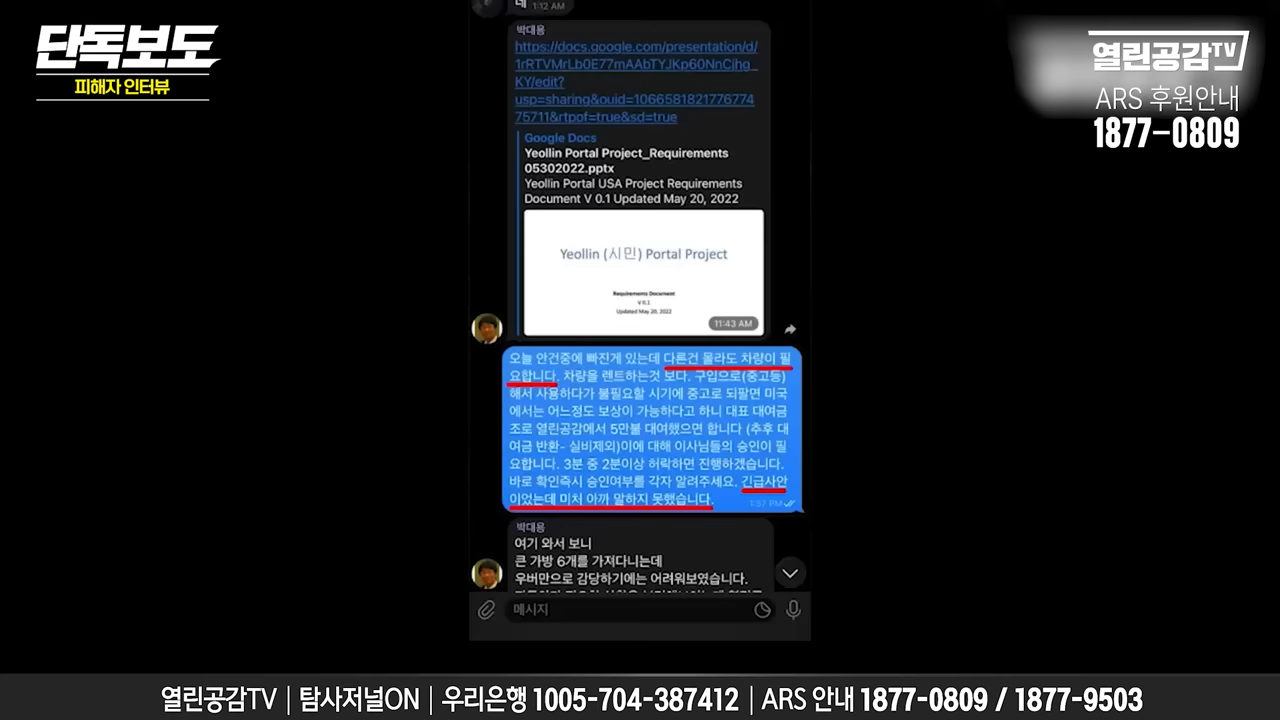 단독보도
피해자 인터뷰
열린공감TV
ARS 후원안내
1877-0809
네 1:12 AM
박대용
https://docs.google.com/presentation/d/
1rRTVMrLb0E77mAAbTYJKp60NnCjhg_
KY/edit?
usp=sharing&ouid=1066581821776774
75711&rtpof=true&sd=true
Google Docs
Yeollin Portal Project_Requirements
05302022.pptx
Yeollin Portal USA Project Requirements
Document V 0.1 Updated May 20, 2022
Yeollin (시민) Portal Project
Requirements Document
V 0.1
Updated May 20, 2022
11:43 AM
오늘 안건중에 빠진게 있는데 다른건 몰라도 차량이 필
요합니다. 차량을 렌트하는것 보다. 구입으로(중고등)
해서 사용하다가 불필요할 시기에 중고로 되팔면 미국
에서는 어느정도 보상이 가능하다고 하니 대표 대여금
조로 열린공감에서 5만불 대여했으면 합니다 (추후 대
여금 반환- 실비제외)이에 대해 이사님들의 승인이 필
요합니다. 3분 중 2분이상 허락하면 진행하겠습니다.
바로 확인즉시 승인여부를 각자 알려주세요. 긴급사안
이었는데 미처 아까 말하지 못했습니다.
1:57 PM
박대용
여기 와서 보니
큰 가방 6개를 가져다니는데
우버만으로 감당하기에는 어려워보였습니다.
메시지
열린공감TV | 탐사저널ON | 우리은행 1005-704-387412 | ARS 안내 1877-0809 / 1877-9503